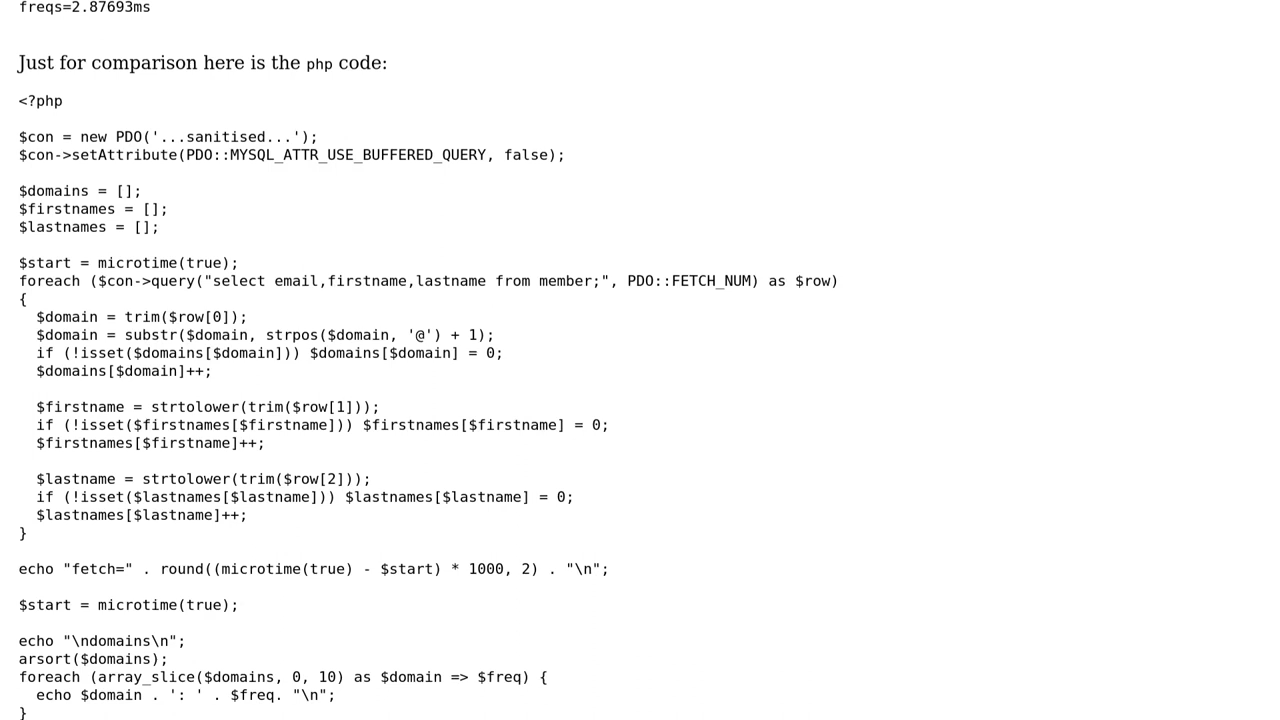 freqs=2.87693ms
Just for comparison here is the php code:
<?php
$con = new PDO('...sanitised...');
$con->setAttribute(PDO::MYSQL_ATTR_USE_BUFFERED_QUERY, false);
$domains = [];
$firstnames = [];
$lastnames = [];
$start = microtime(true);
foreach ($con->query("select email,firstname,lastname from member;", PDO::FETCH_NUM) as $row)
{
  $domain = trim($row[0]);
  $domain = substr($domain, strpos($domain, '@') + 1);
  if (!isset($domains[$domain])) $domains[$domain] = 0;
  $domains[$domain]++;
  $firstname = strtolower(trim($row[1]));
  if (!isset($firstnames[$firstname])) $firstnames[$firstname] = 0;
  $firstnames[$firstname]++;
  $lastname = strtolower(trim($row[2]));
  if (!isset($lastnames[$lastname])) $lastnames[$lastname] = 0;
  $lastnames[$lastname]++;
}
echo "fetch=" . round((microtime(true) - $start) * 1000, 2) . "\n";
$start = microtime(true);
echo "\ndomains\n";
arsort($domains);
foreach (array_slice($domains, 0, 10) as $domain => $freq) {
  echo $domain . ': ' . $freq. "\n";
}